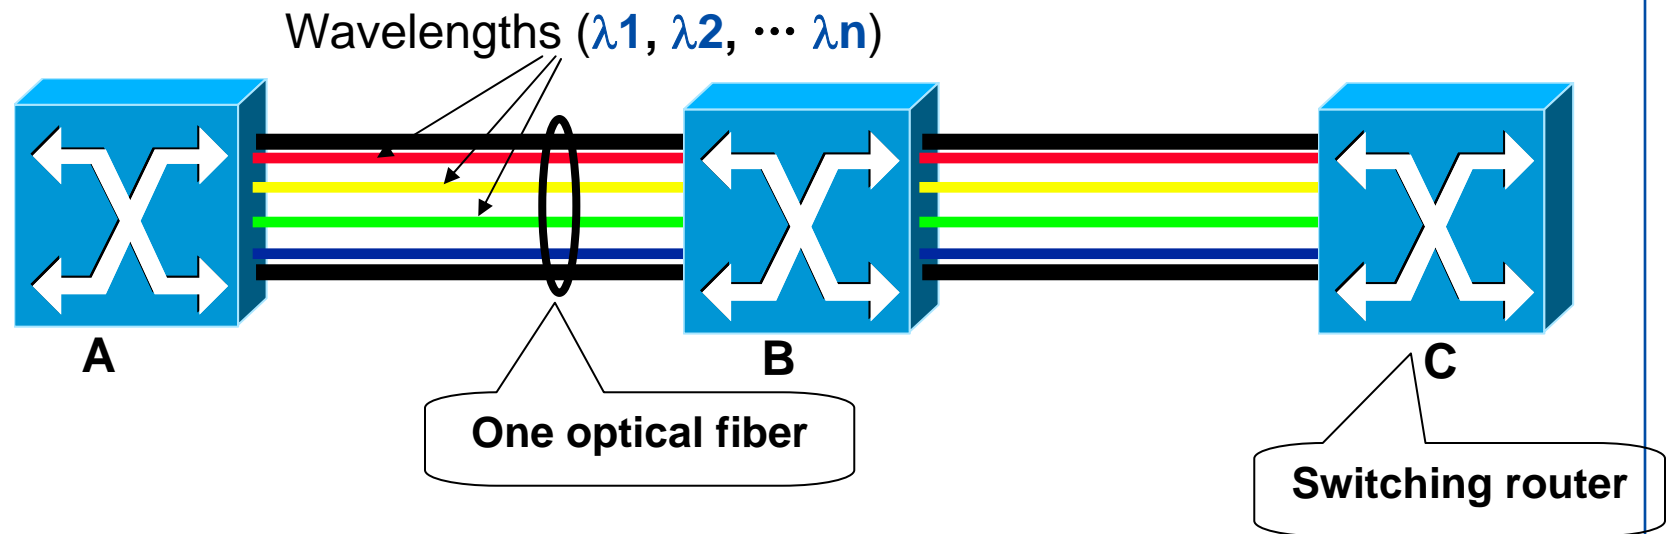 Wavelengths (λ1, λ2, ··· λn)
A
B
C
One optical fiber
Switching router